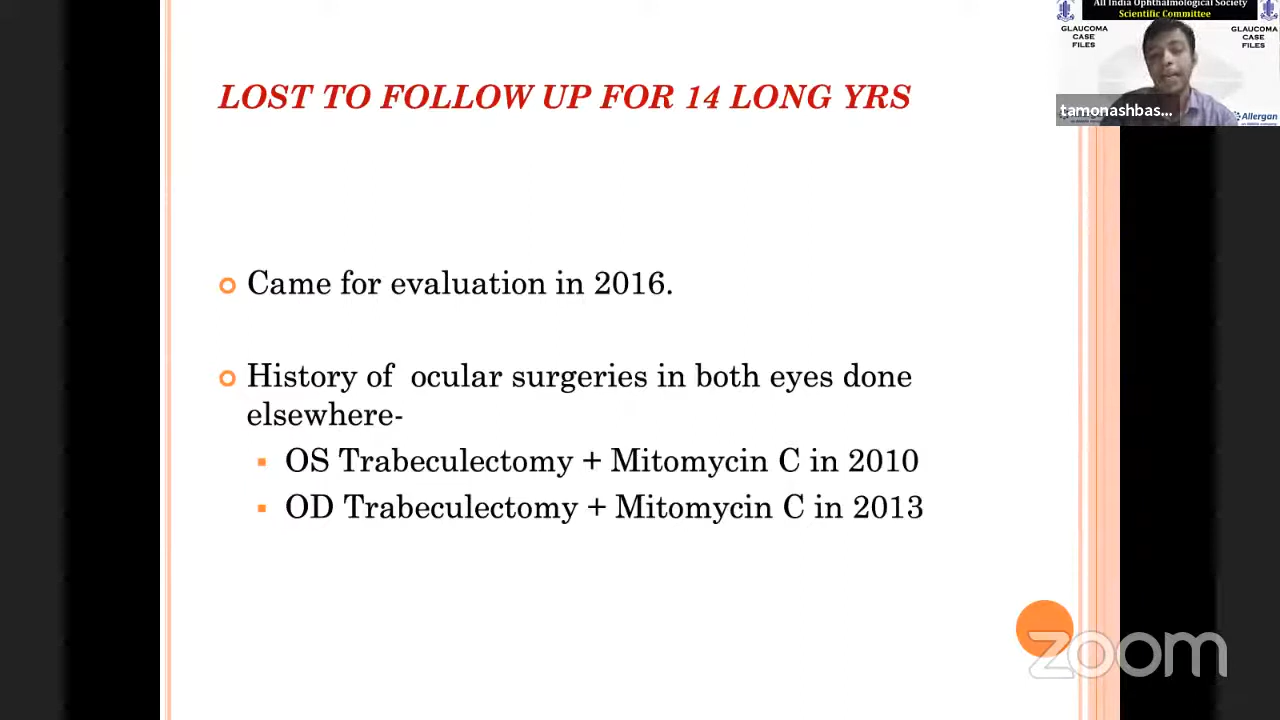 All India Ophthalmological Society
Scientific Committee
GLAUCOMA
CASE
FILES
GLAUCOMA
CASE
FILES
tamonashbas...
Allergan
LOST TO FOLLOW UP FOR 14 LONG YRS
Came for evaluation in 2016.
History of ocular surgeries in both eyes done
elsewhere-
OS Trabeculectomy + Mitomycin C in 2010
OD Trabeculectomy + Mitomycin C in 2013
zoom